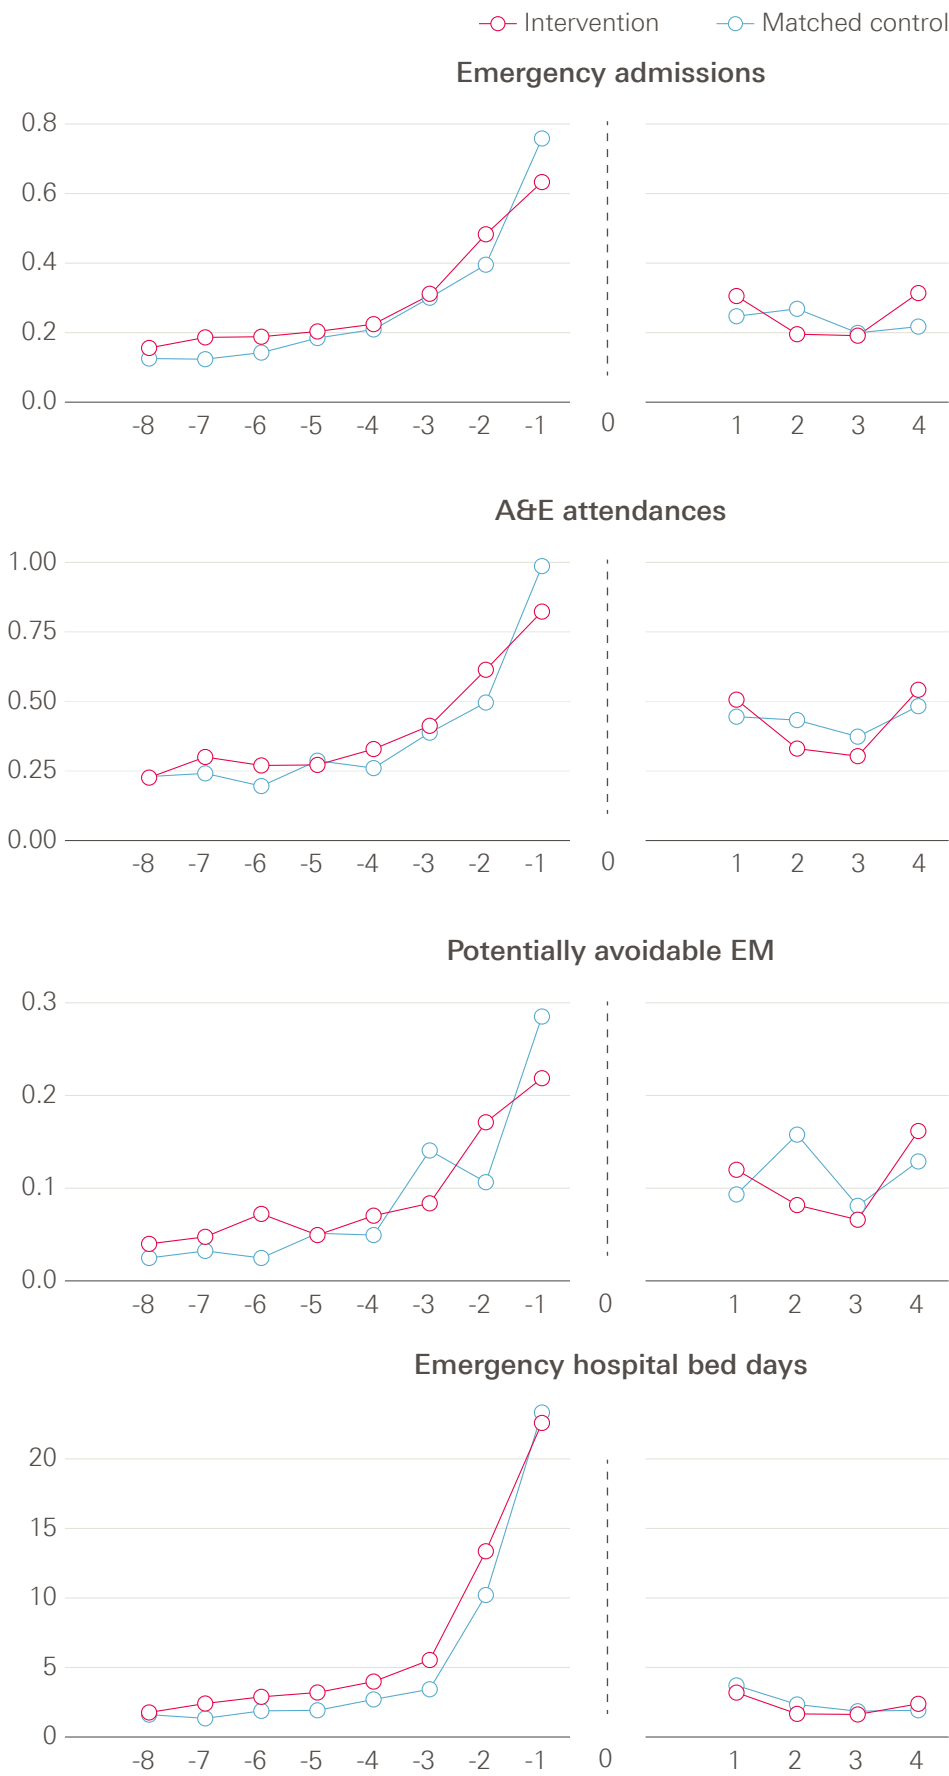 Intervention Matched control
Emergency admissions
0.8
0.6
0.4
0.2
0.0
-8 -7 -6 -5 -4 -3 -2 -1 0 1 2 3 4
A&E attendances
1.00
0.75
0.50
0.25
0.00
-8 -7 -6 -5 -4 -3 -2 -1 0 1 2 3 4
Potentially avoidable EM
0.3
0.2
0.1
0.0
-8 -7 -6 -5 -4 -3 -2 -1 0 1 2 3 4
Emergency hospital bed days
20
15
10
5
0
-8 -7 -6 -5 -4 -3 -2 -1 0 1 2 3 4